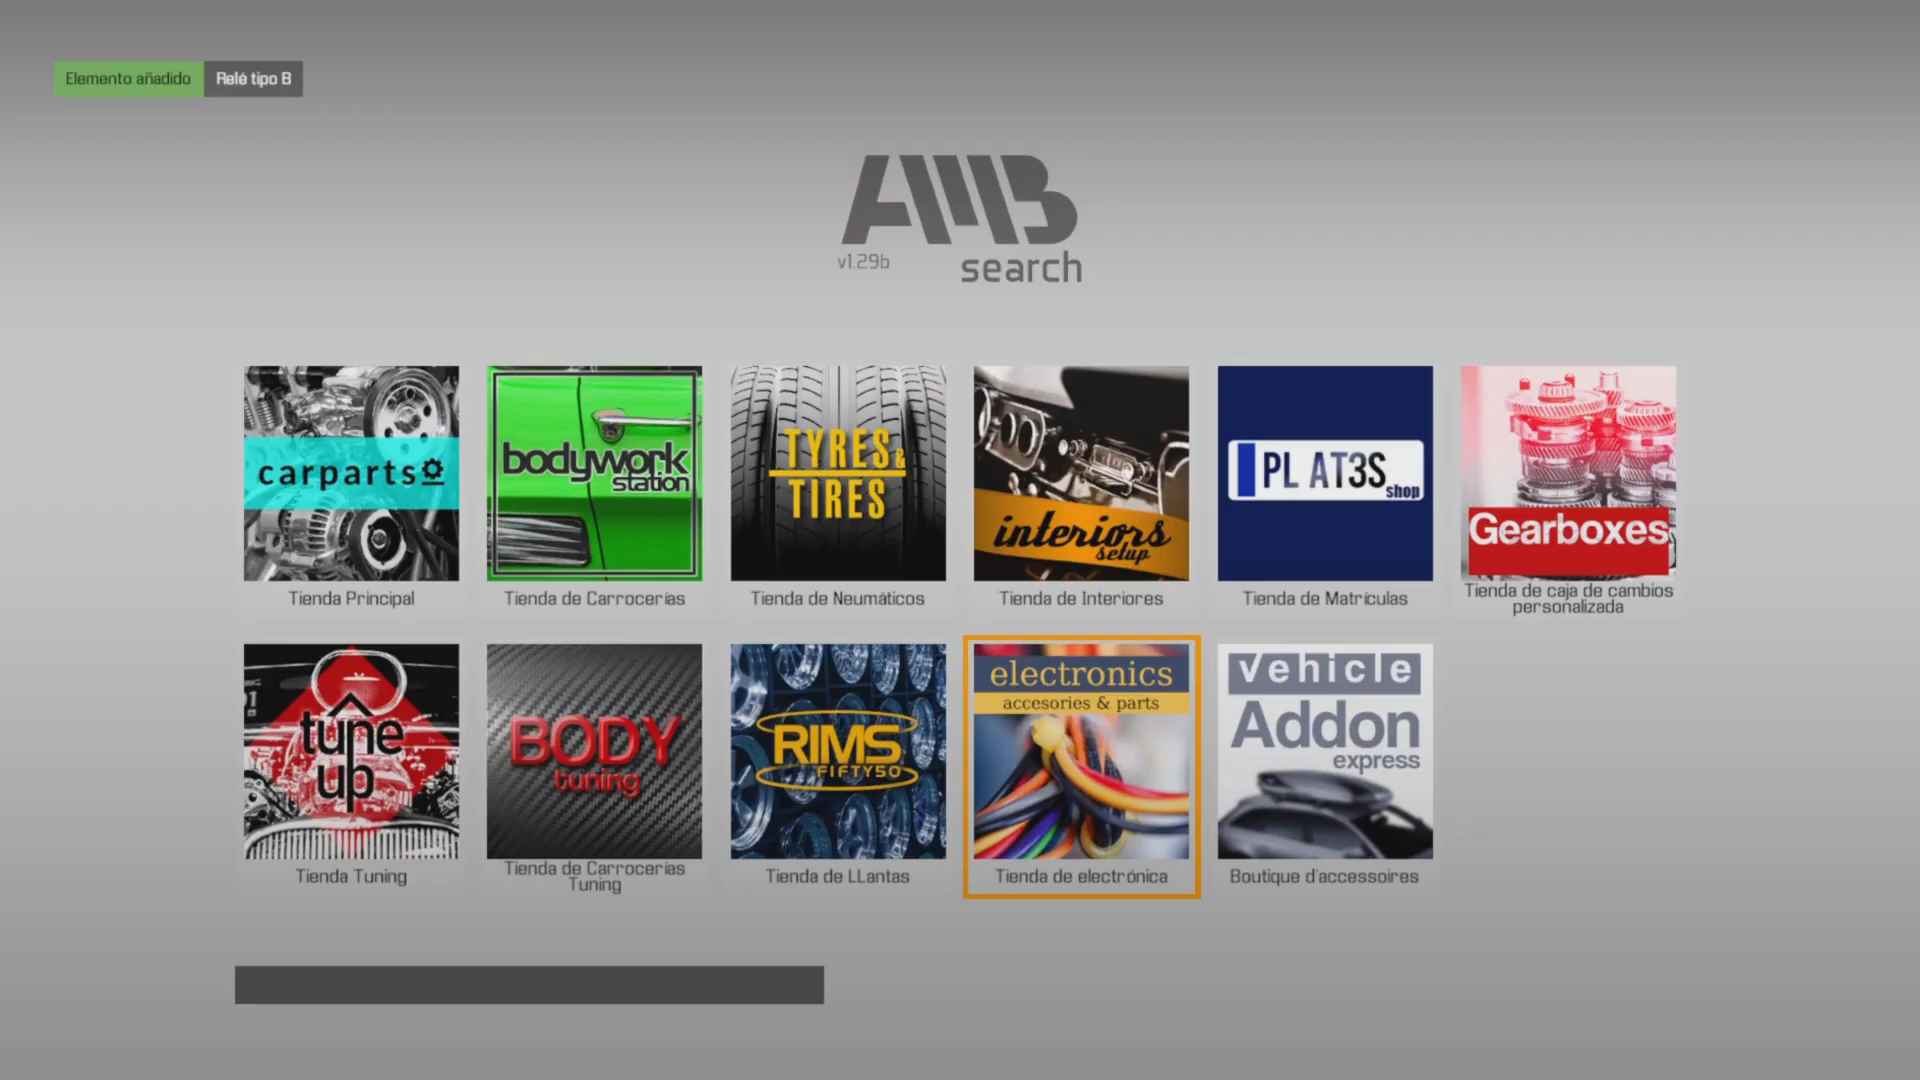 Elemento añadido Relé tipo B
AMB
v1.29b
search
carparts
bodywork
station
TYRES &
TIRES
interiors
setup
PL AT3S
shop
Gearboxes
Tienda Principal
Tienda de Carrocerías
Tienda de Neumáticos
Tienda de Interiores
Tienda de Matrículas
Tienda de caja de cambios
personalizada
tune
up
BODY
tuning
RIMS
FIFTY50
electronics
accesories & parts
vehicle
Addon
express
Tienda Tuning
Tienda de Carrocerías
Tuning
Tienda de LLantas
Tienda de electrónica
Boutique d'accessoires